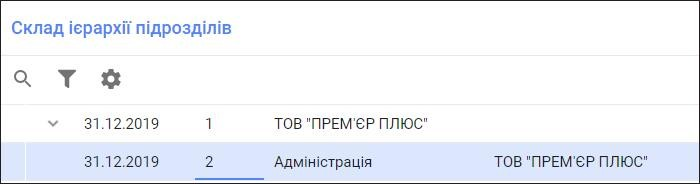 Склад ієрархії підрозділів
31.12.2019 1 ТОВ "ПРЕМ'ЄР ПЛЮС"
31.12.2019 2 Адміністрація ТОВ "ПРЕМ'ЄР ПЛЮС"